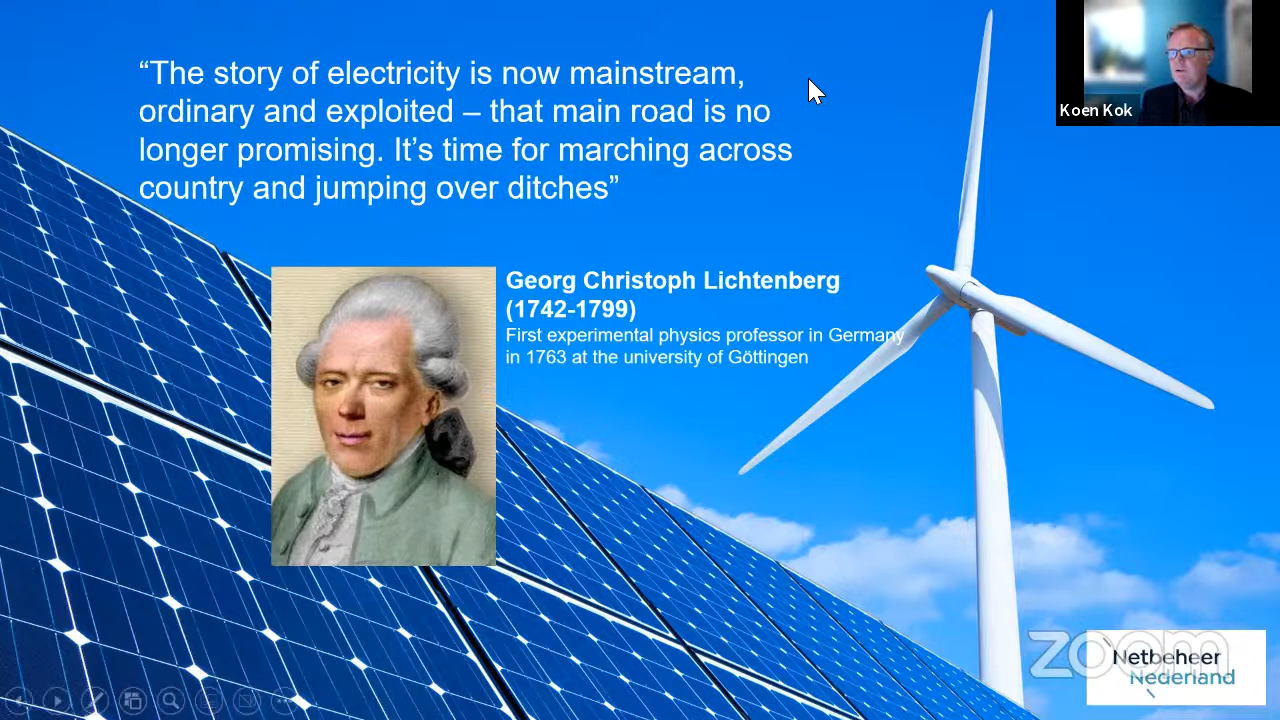 “The story of electricity is now mainstream,
ordinary and exploited – that main road is no
longer promising. It’s time for marching across
country and jumping over ditches”
Koen Kok
Georg Christoph Lichtenberg
(1742-1799)
First experimental physics professor in Germany
in 1763 at the university of Göttingen
zoom
Netbeheer
Nederland